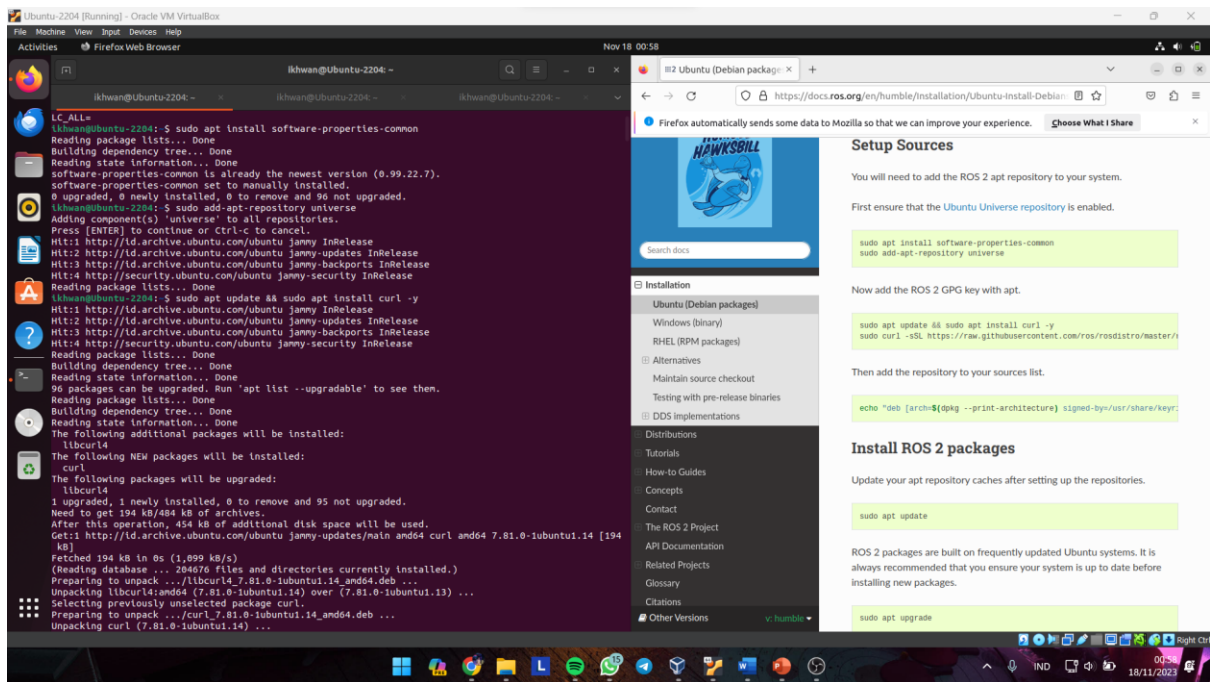 Ubuntu-2204 [Running] - Oracle VM VirtualBox
File Machine View Input Devices Help
Activities Firefox Web Browser Nov 18 00:58
ikhwan@Ubuntu-2204: ~
ikhwan@Ubuntu-2204: ~ × ikhwan@Ubuntu-2204: ~ × ikhwan@Ubuntu-2204: ~ ×
LC_ALL=
ikhwan@Ubuntu-2204:~$ sudo apt install software-properties-common
Reading package lists... Done
Building dependency tree... Done
Reading state information... Done
software-properties-common is already the newest version (0.99.22.7).
software-properties-common set to manually installed.
0 upgraded, 0 newly installed, 0 to remove and 96 not upgraded.
ikhwan@Ubuntu-2204:~$ sudo add-apt-repository universe
Adding component(s) 'universe' to all repositories.
Press [ENTER] to continue or Ctrl-c to cancel.
Hit:1 http://id.archive.ubuntu.com/ubuntu jammy InRelease
Hit:2 http://id.archive.ubuntu.com/ubuntu jammy-updates InRelease
Hit:3 http://id.archive.ubuntu.com/ubuntu jammy-backports InRelease
Hit:4 http://security.ubuntu.com/ubuntu jammy-security InRelease
Reading package lists... Done
ikhwan@Ubuntu-2204:~$ sudo apt update && sudo apt install curl -y
Hit:1 http://id.archive.ubuntu.com/ubuntu jammy InRelease
Hit:2 http://id.archive.ubuntu.com/ubuntu jammy-updates InRelease
Hit:3 http://id.archive.ubuntu.com/ubuntu jammy-backports InRelease
Hit:4 http://security.ubuntu.com/ubuntu jammy-security InRelease
Reading package lists... Done
Building dependency tree... Done
Reading state information... Done
96 packages can be upgraded. Run 'apt list --upgradable' to see them.
Reading package lists... Done
Building dependency tree... Done
Reading state information... Done
The following additional packages will be installed:
libcurl4
The following NEW packages will be installed:
curl
The following packages will be upgraded:
libcurl4
1 upgraded, 1 newly installed, 0 to remove and 95 not upgraded.
Need to get 194 kB/484 kB of archives.
After this operation, 454 kB of additional disk space will be used.
Get:1 http://id.archive.ubuntu.com/ubuntu jammy-updates/main amd64 curl amd64 7.81.0-1ubuntu1.14 [194
kB]
Fetched 194 kB in 0s (1,099 kB/s)
(Reading database ... 204676 files and directories currently installed.)
Preparing to unpack .../libcurl4_7.81.0-1ubuntu1.14_amd64.deb ...
Unpacking libcurl4:amd64 (7.81.0-1ubuntu1.14) over (7.81.0-1ubuntu1.13) ...
Selecting previously unselected package curl.
Preparing to unpack .../curl_7.81.0-1ubuntu1.14_amd64.deb ...
Unpacking curl (7.81.0-1ubuntu1.14) ...
Ubuntu (Debian package
https://docs.ros.org/en/humble/Installation/Ubuntu-Install-Debian
Firefox automatically sends some data to Mozilla so that we can improve your experience. Choose What I Share
HAWKSBILL
Search docs
Installation
Ubuntu (Debian packages)
Windows (binary)
RHEL (RPM packages)
Alternatives
Maintain source checkout
Testing with pre-release binaries
DDS implementations
Distributions
Tutorials
How-to Guides
Concepts
Contact
The ROS 2 Project
API Documentation
Related Projects
Glossary
Citations
Other Versions v: humble
Setup Sources
You will need to add the ROS 2 apt repository to your system.
First ensure that the Ubuntu Universe repository is enabled.
sudo apt install software-properties-common
sudo add-apt-repository universe
Now add the ROS 2 GPG key with apt.
sudo apt update && sudo apt install curl -y
sudo curl -sSL https://raw.githubusercontent.com/ros/rosdistro/master/
Then add the repository to your sources list.
echo "deb [arch=$(dpkg --print-architecture) signed-by=/usr/share/keyr
Install ROS 2 packages
Update your apt repository caches after setting up the repositories.
sudo apt update
ROS 2 packages are built on frequently updated Ubuntu systems. It is
always recommended that you ensure your system is up to date before
installing new packages.
sudo apt upgrade
Right Ctrl
IND
00:58
18/11/2023